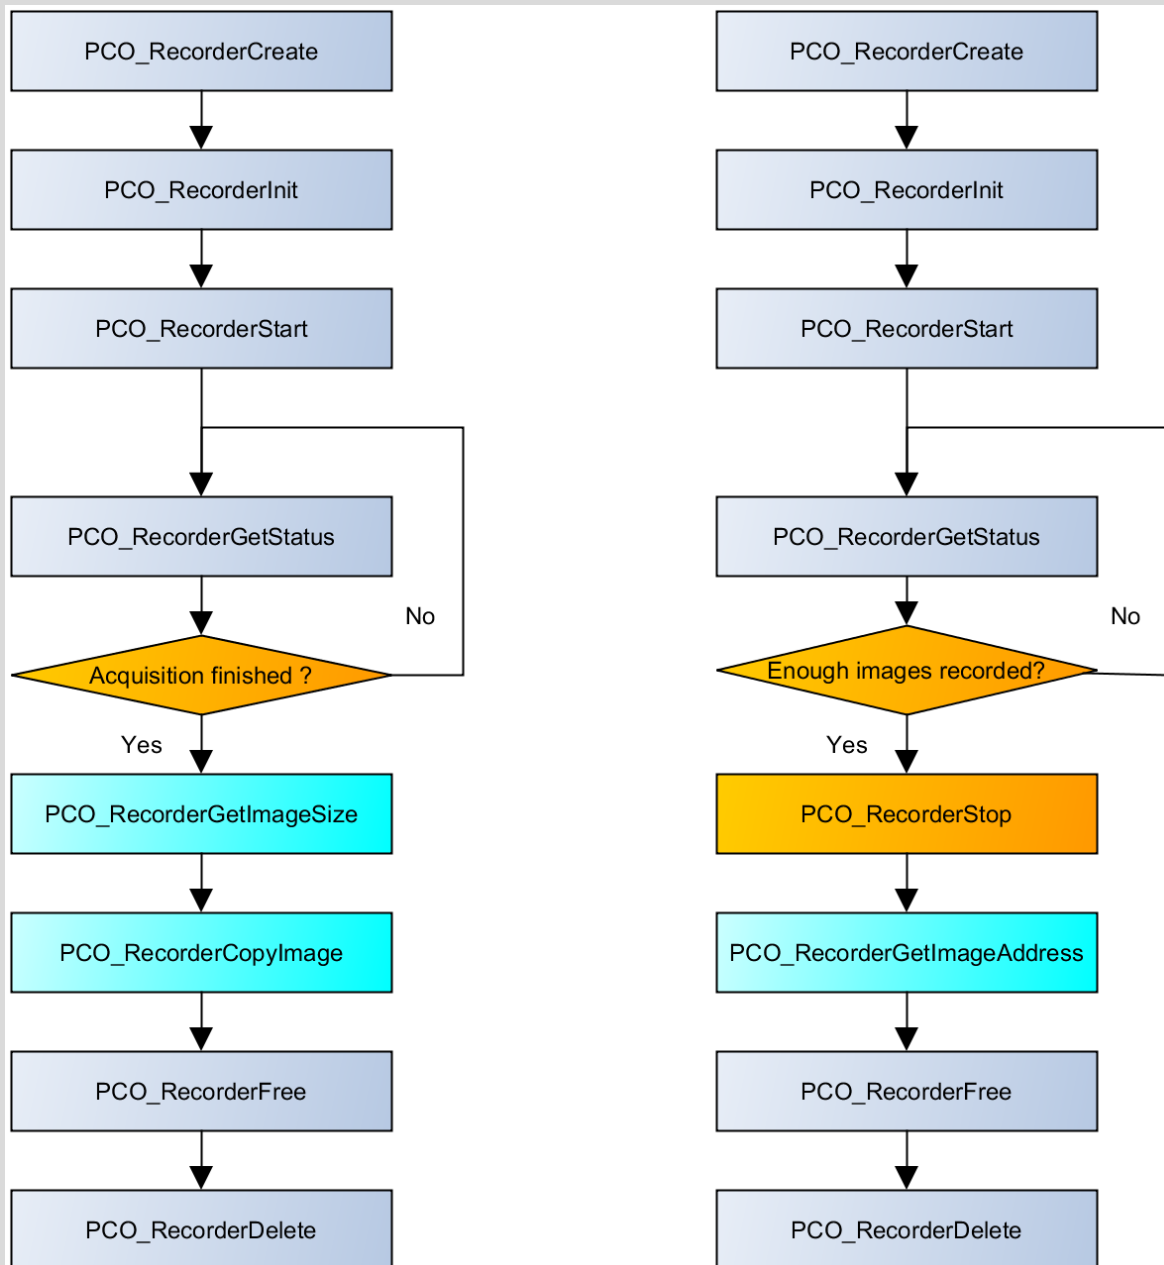 PCO_RecorderCreate
PCO_RecorderInit
PCO_RecorderStart
PCO_RecorderGetStatus
No
Acquisition finished ?
Yes
PCO_RecorderGetImageSize
PCO_RecorderCopyImage
PCO_RecorderFree
PCO_RecorderDelete
PCO_RecorderCreate
PCO_RecorderInit
PCO_RecorderStart
PCO_RecorderGetStatus
No
Enough images recorded?
Yes
PCO_RecorderStop
PCO_RecorderGetImageAddress
PCO_RecorderFree
PCO_RecorderDelete